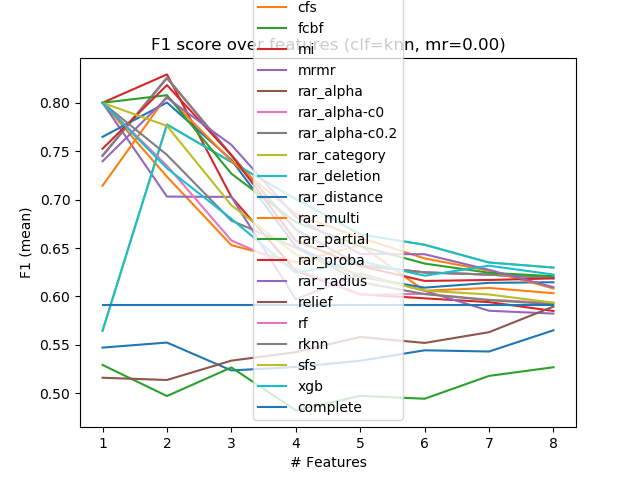 cfs
fcbf
F1 score over features (clf=knn, mr=0.00)
mi
mrmr
rar_alpha
rar_alpha-c0
rar_alpha-c0.2
rar_category
rar_deletion
rar_distance
rar_multi
rar_partial
rar_proba
rar_radius
relief
rf
rknn
sfs
xgb
complete
F1 (mean)
0.80
0.75
0.70
0.65
0.60
0.55
0.50
1 2 3 4 5 6 7 8
# Features